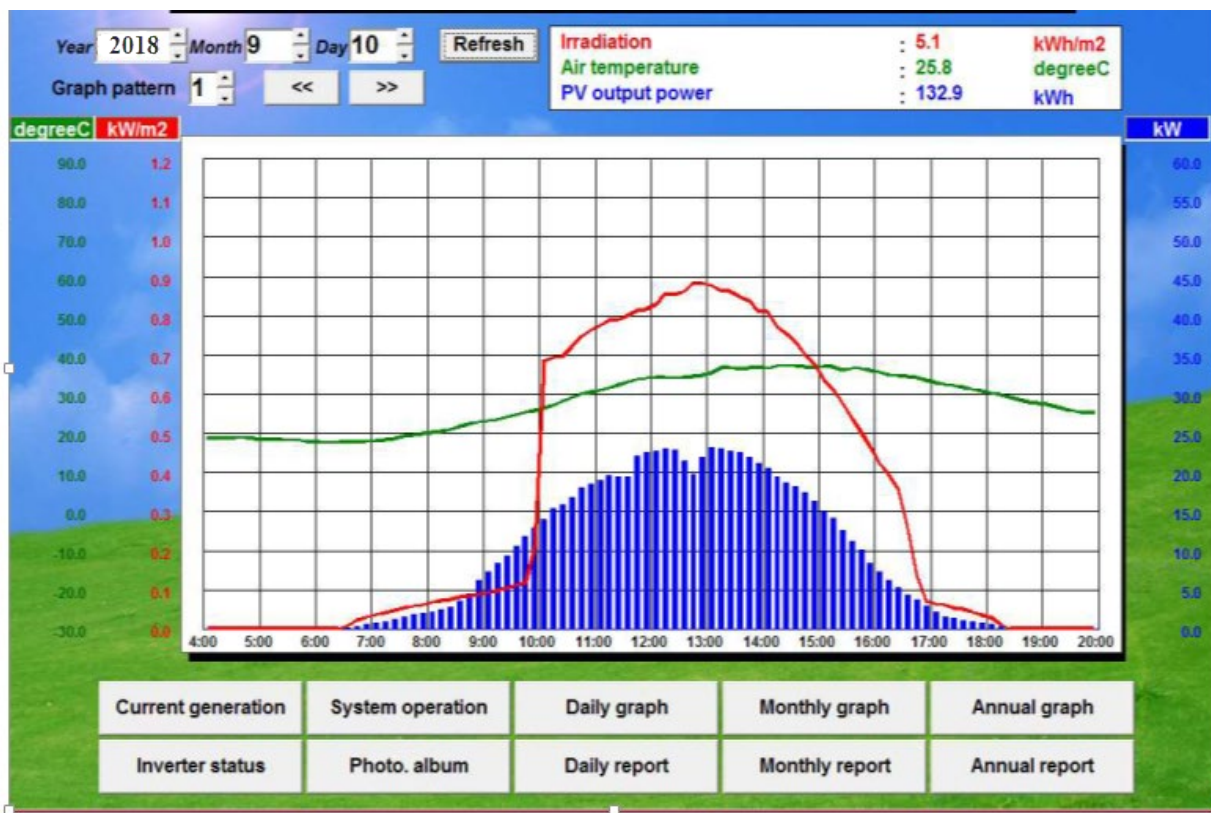 Year 2018 Month 9 Day 10 Refresh
Graph pattern 1 << >>
Irradiation : 5.1 kWh/m2
Air temperature : 25.8 degreeC
PV output power : 132.9 kWh
degreeC kW/m2 kW
90.0 1.2 60.0
80.0 1.1 55.0
70.0 1.0 50.0
60.0 0.9 45.0
50.0 0.8 40.0
40.0 0.7 35.0
30.0 0.6 30.0
20.0 0.5 25.0
10.0 0.4 20.0
0.0 0.3 15.0
-10.0 0.2 10.0
-20.0 0.1 5.0
-30.0 0.0 0.0
4:00 5:00 6:00 7:00 8:00 9:00 10:00 11:00 12:00 13:00 14:00 15:00 16:00 17:00 18:00 19:00 20:00
Current generation System operation Daily graph Monthly graph Annual graph
Inverter status Photo. album Daily report Monthly report Annual report